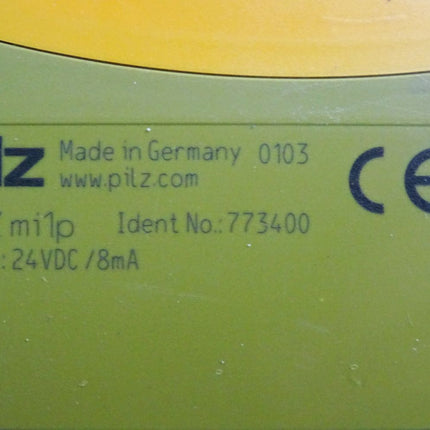 lz Made in Germany 0103
www.pilz.com
mi1p Ident No.: 773400
: 24VDC /8mA
CE